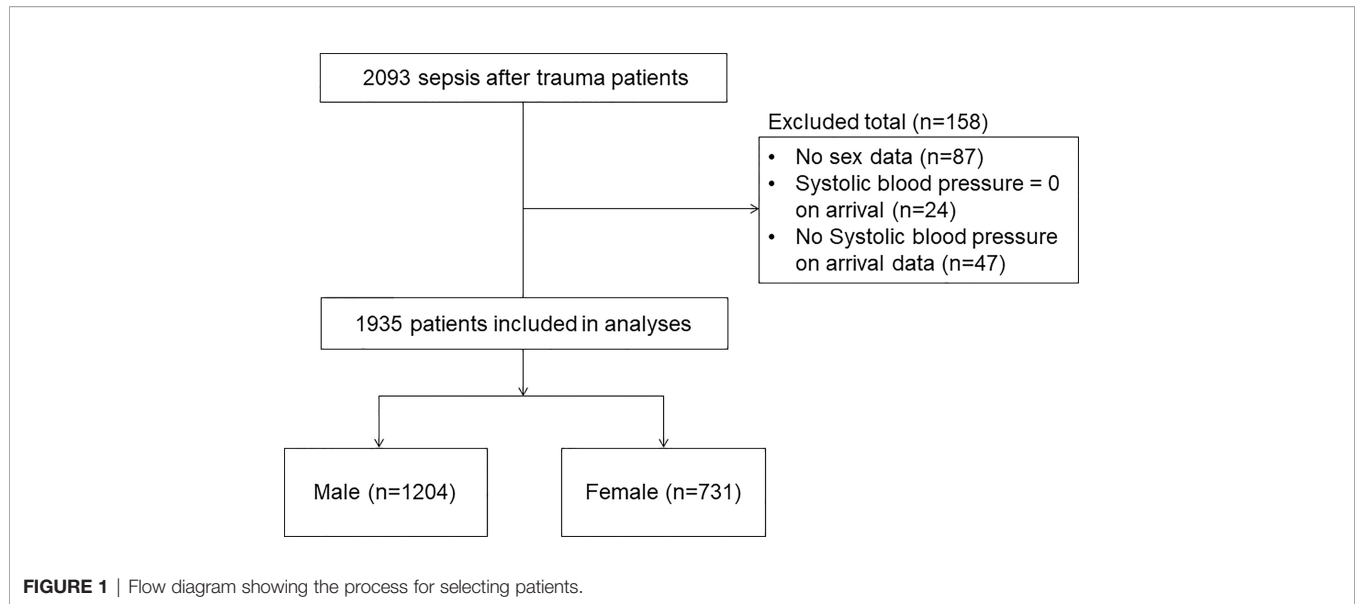 2093 sepsis after trauma patients
Excluded total (n=158)
• No sex data (n=87)
• Systolic blood pressure = 0
on arrival (n=24)
• No Systolic blood pressure
on arrival data (n=47)
1935 patients included in analyses
Male (n=1204)
Female (n=731)
FIGURE 1 | Flow diagram showing the process for selecting patients.